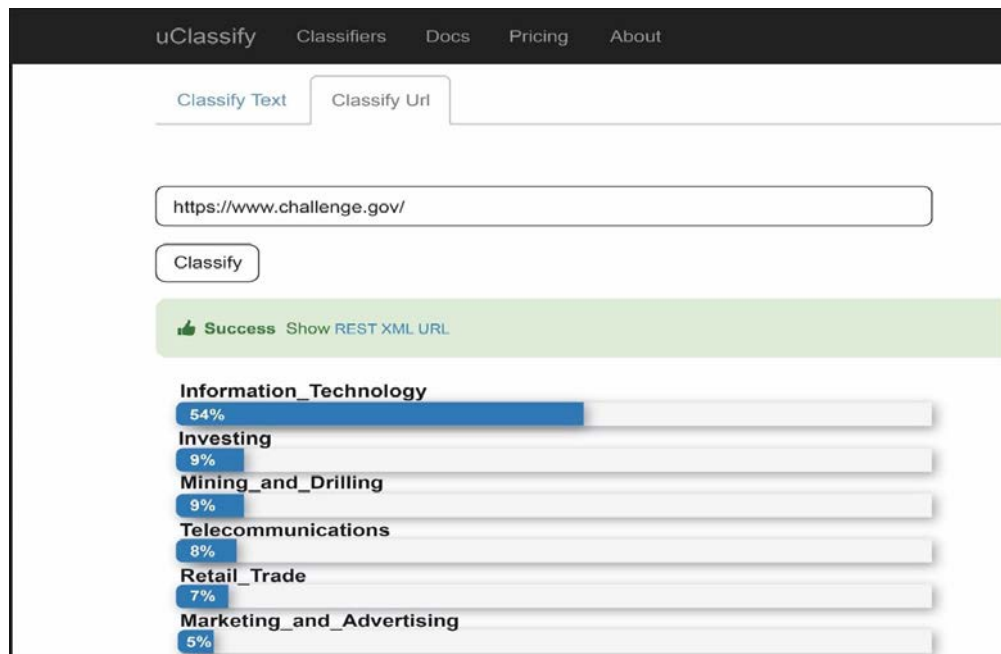 uClassify Classifiers Docs Pricing About
Classify Text Classify Url
https://www.challenge.gov/
Classify
Success Show REST XML URL
Information_Technology
54%
Investing
9%
Mining_and_Drilling
9%
Telecommunications
8%
Retail_Trade
7%
Marketing_and_Advertising
5%